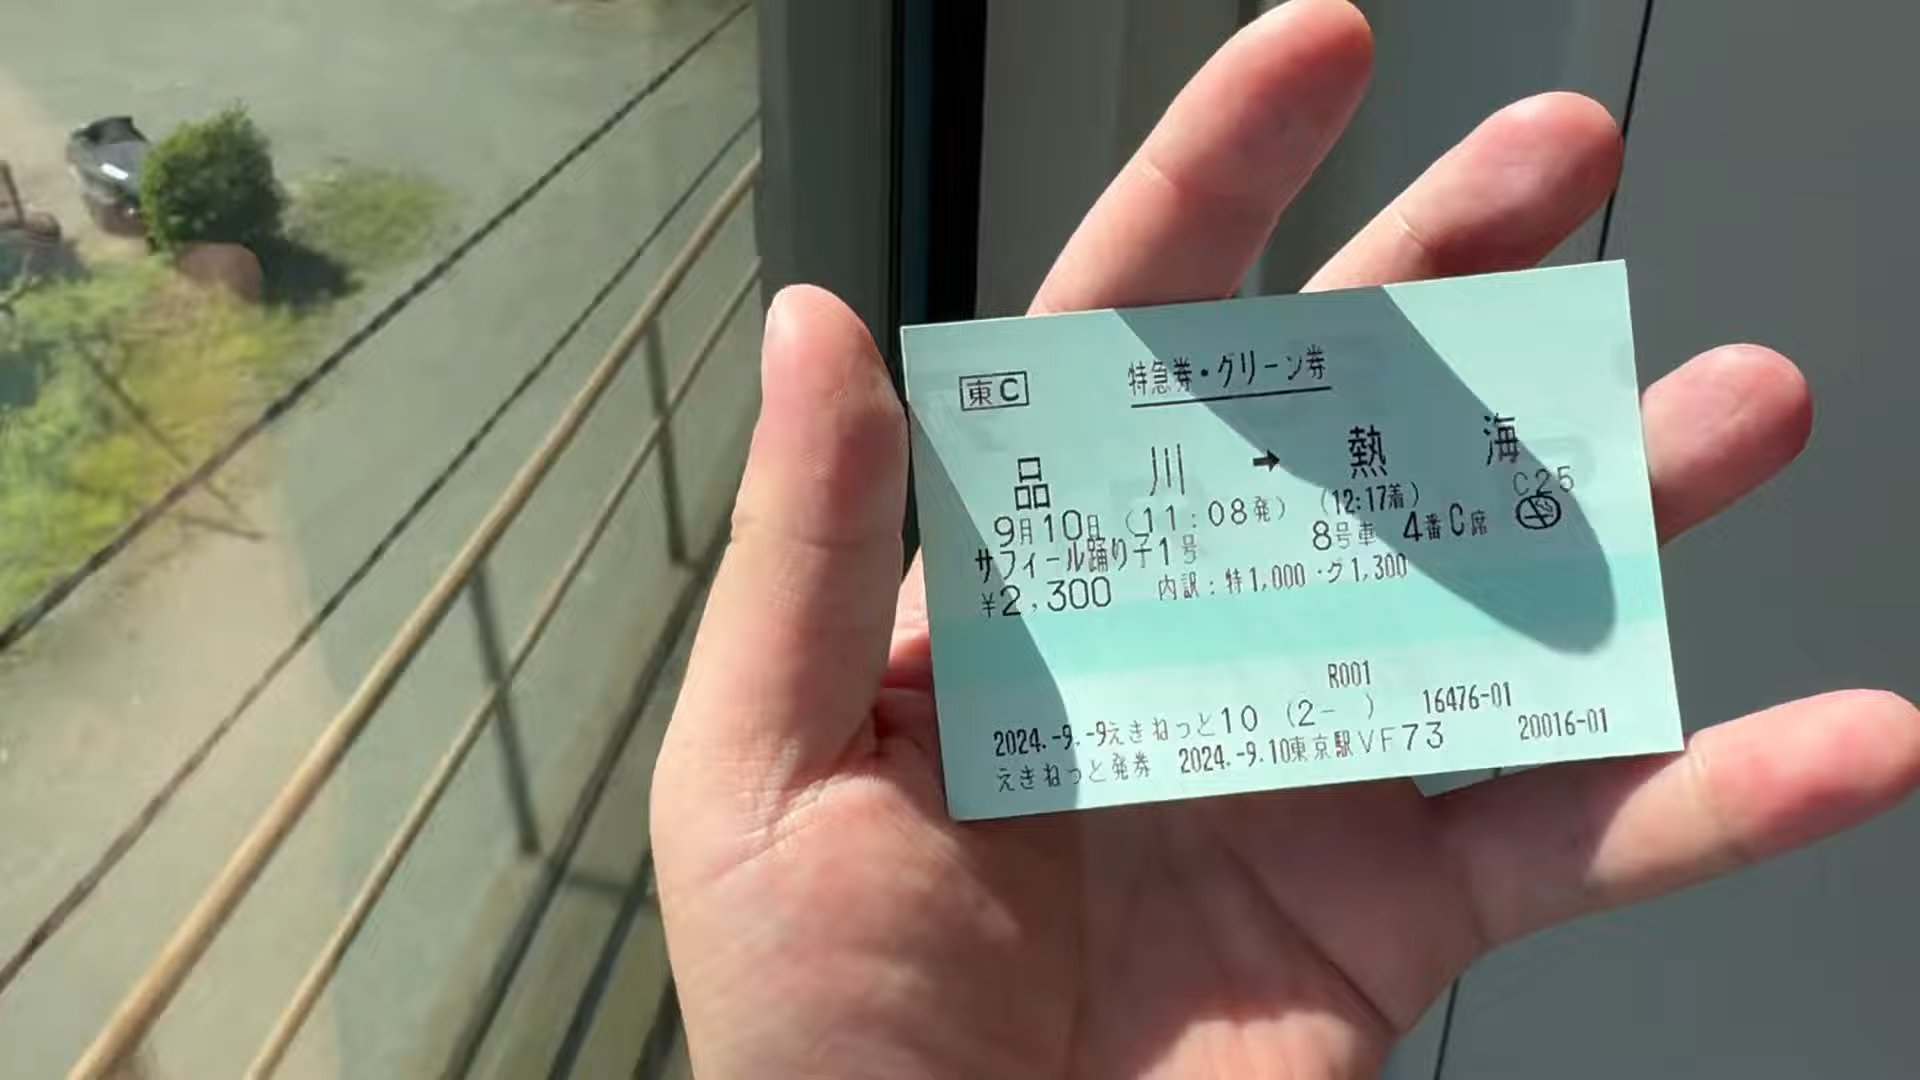 東C 特急券・グリーン券
品川 → 熱海
C25
9月10日 (11:08発) (12:17着)
サフィール踊り子1号 8号車 4番C席
¥2,300 内訳:特1,000・グ1,300
R001
2024.-9.-9えきねっと10 (2- ) 16476-01
えきねっと発券 2024.-9.10東京駅VF73 20016-01